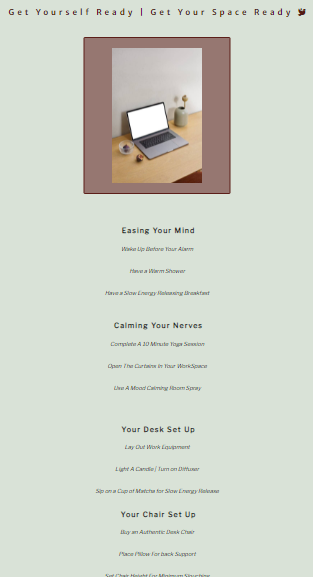 Get Yourself Ready | Get Your Space Ready
Easing Your Mind
Wake Up Before Your Alarm
Have a Warm Shower
Have a Slow Energy Releasing Breakfast
Calming Your Nerves
Complete A 10 Minute Yoga Session
Open The Curtains In Your WorkSpace
Use A Mood Calming Room Spray
Your Desk Set Up
Lay Out Work Equipment
Light A Candle | Turn on Diffuser
Sip on a Cup of Matcha for Slow Energy Release
Your Chair Set Up
Buy an Authentic Desk Chair
Place Pillow For back Support
Set Chair Height For Minimum Slouching